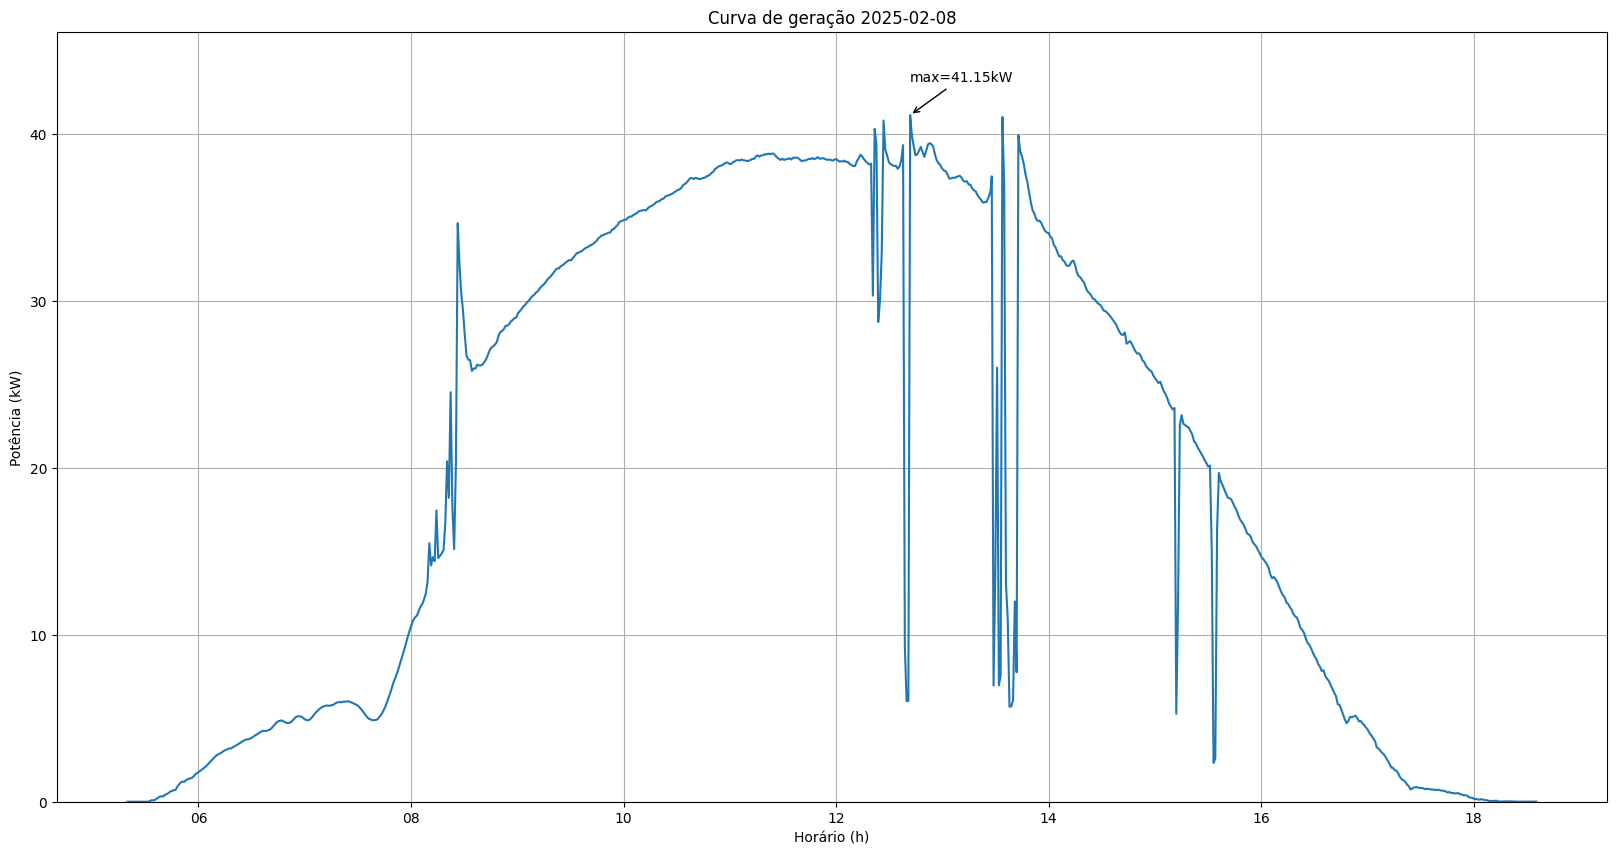 Curva de geração 2025-02-08
max=41.15kW
40
30
20
10
0
Potência (kW)
06 08 10 12 14 16 18
Horário (h)